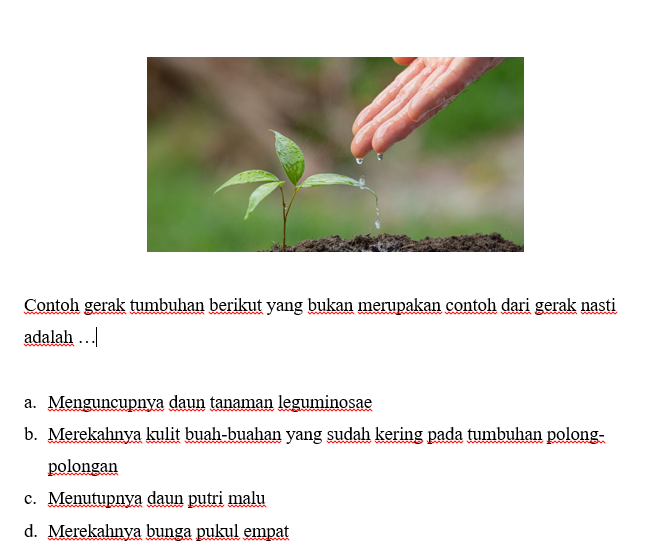 Contoh gerak tumbuhan berikut yang bukan merupakan contoh dari gerak nasti
adalah …
a. Menguncupnya daun tanaman leguminosae
b. Merekahnya kulit buah-buahan yang sudah kering pada tumbuhan polong-
polongan
c. Menutupnya daun putri malu
d. Merekahnya bunga pukul empat